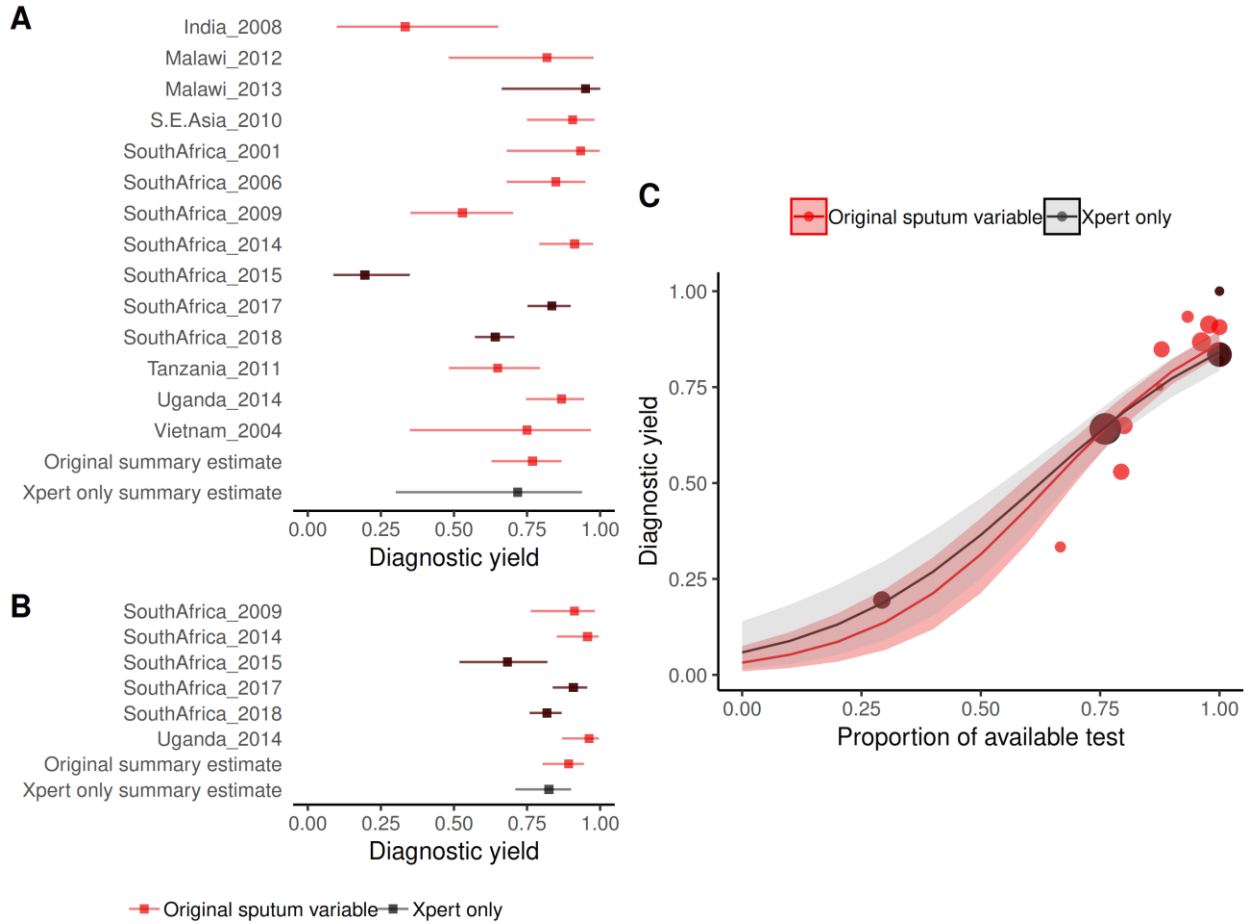 A
India_2008
Malawi_2012
Malawi_2013
S.E.Asia_2010
SouthAfrica_2001
SouthAfrica_2006
SouthAfrica_2009
SouthAfrica_2014
SouthAfrica_2015
SouthAfrica_2017
SouthAfrica_2018
Tanzania_2011
Uganda_2014
Vietnam_2004
Original summary estimate
Xpert only summary estimate
0.00 0.25 0.50 0.75 1.00
Diagnostic yield
B
SouthAfrica_2009
SouthAfrica_2014
SouthAfrica_2015
SouthAfrica_2017
SouthAfrica_2018
Uganda_2014
Original summary estimate
Xpert only summary estimate
0.00 0.25 0.50 0.75 1.00
Diagnostic yield
Original sputum variable Xpert only
C
Original sputum variable Xpert only
Diagnostic yield
1.00
0.75
0.50
0.25
0.00
0.00 0.25 0.50 0.75 1.00
Proportion of available test